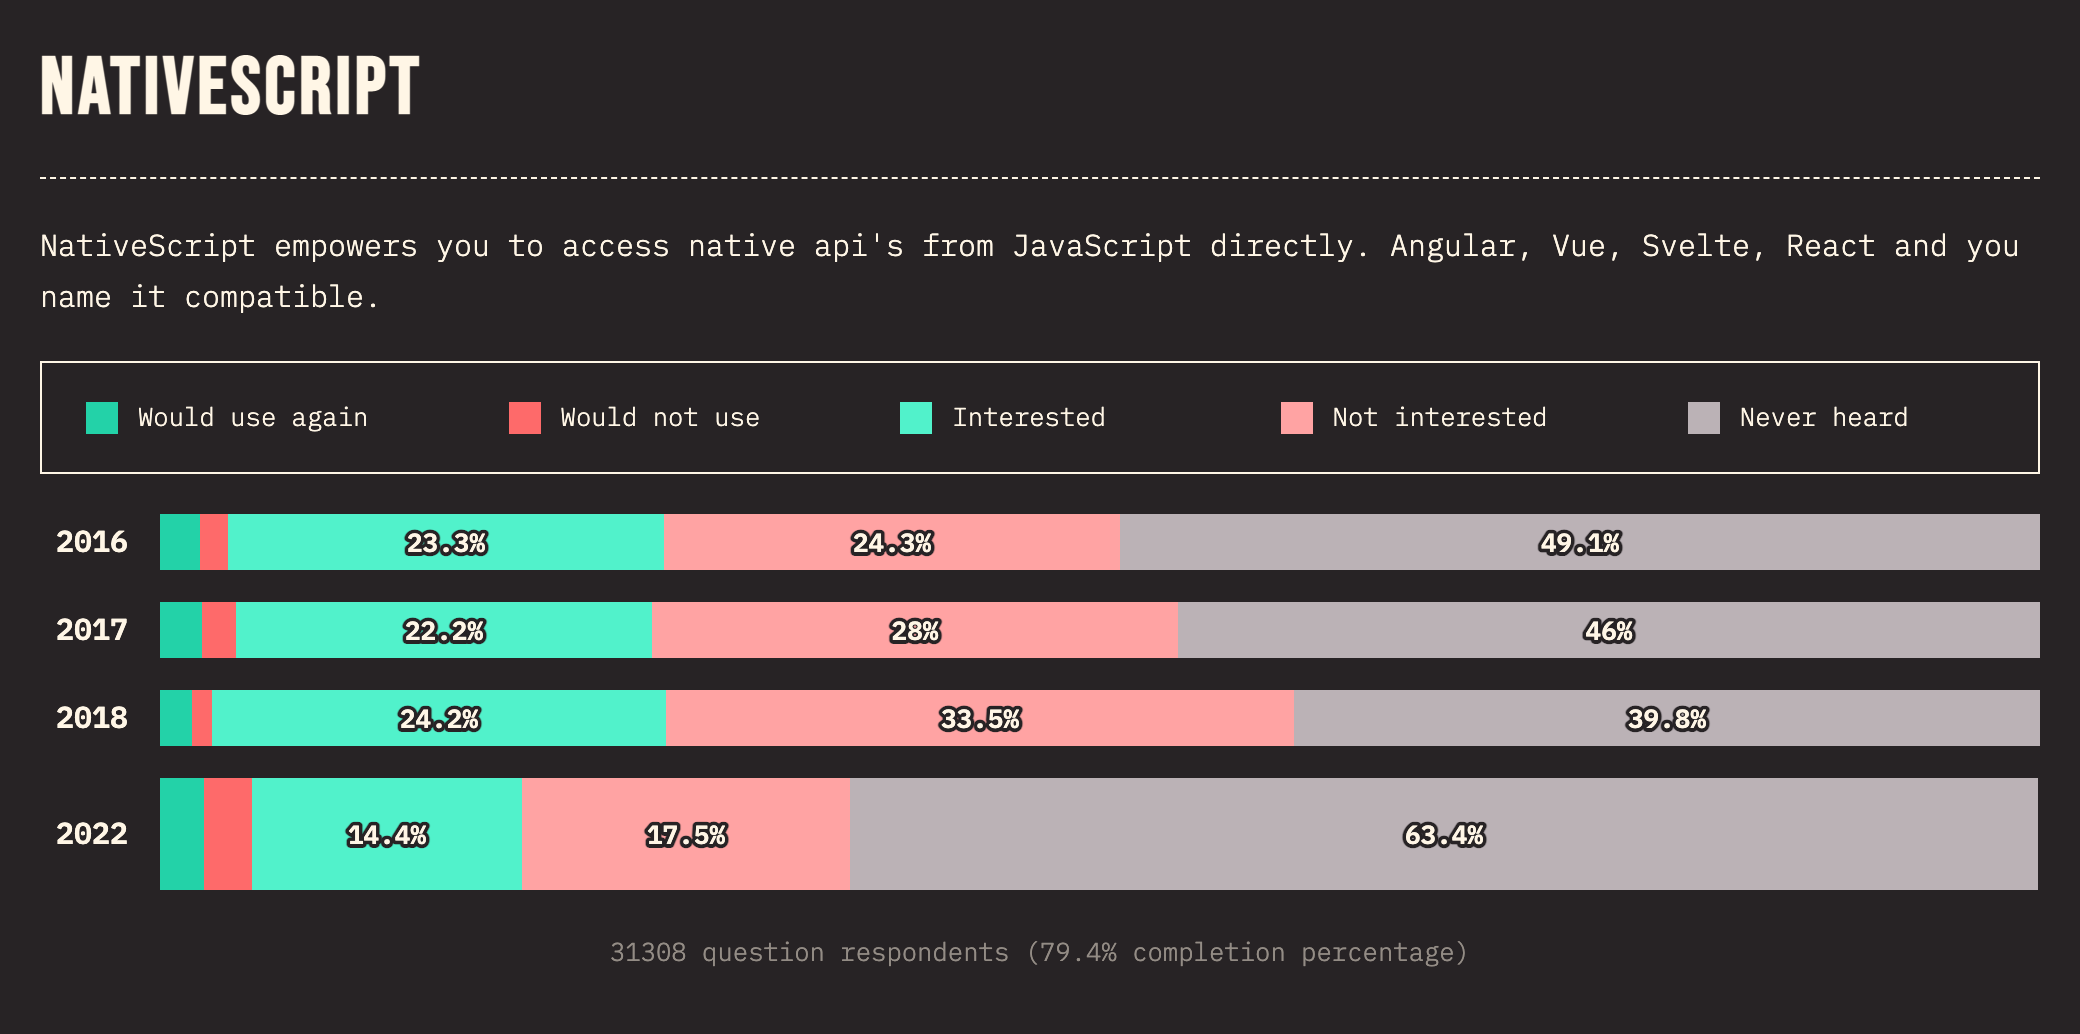 NATIVESCRIPT
NativeScript empowers you to access native api's from JavaScript directly. Angular, Vue, Svelte, React and you
name it compatible.
Would use again Would not use Interested Not interested Never heard
2016 23.3% 24.3% 49.1%
2017 22.2% 28% 46%
2018 24.2% 33.5% 39.8%
2022 14.4% 17.5% 63.4%
31308 question respondents (79.4% completion percentage)